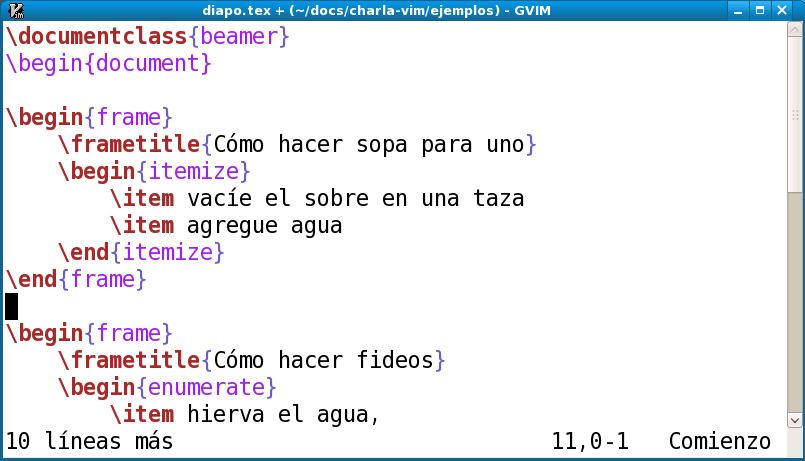 diapo.tex + (~/docs/charla-vim/ejemplos) - GVIM
\documentclass{beamer}
\begin{document}

\begin{frame}
    \frametitle{Cómo hacer sopa para uno}
    \begin{itemize}
        \item vacíe el sobre en una taza
        \item agregue agua
    \end{itemize}
\end{frame}

\begin{frame}
    \frametitle{Cómo hacer fideos}
    \begin{enumerate}
        \item hierva el agua,
10 líneas más 11,0-1 Comienzo